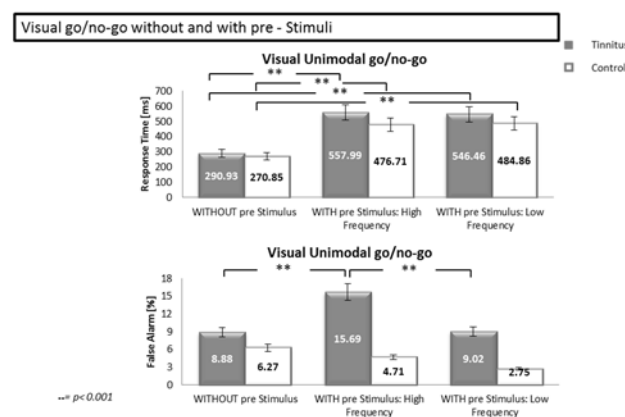 Visual go/no-go without and with pre - Stimuli
Tinnitus
Control
Visual Unimodal go/no-go
**
**
**
**
Response Time [ms]
700
600
500
400
300
200
100
0
290.93
270.85
557.99
476.71
546.46
484.86
WITHOUT pre Stimulus
WITH pre Stimulus: High Frequency
WITH pre Stimulus: Low Frequency
Visual Unimodal go/no-go
**
**
False Alarm [%]
18
15
12
9
6
3
0
8.88
6.27
15.69
4.71
9.02
2.75
WITHOUT pre Stimulus
WITH pre Stimulus: High
Frequency
WITH pre Stimulus: Low
Frequency
**= p< 0.001